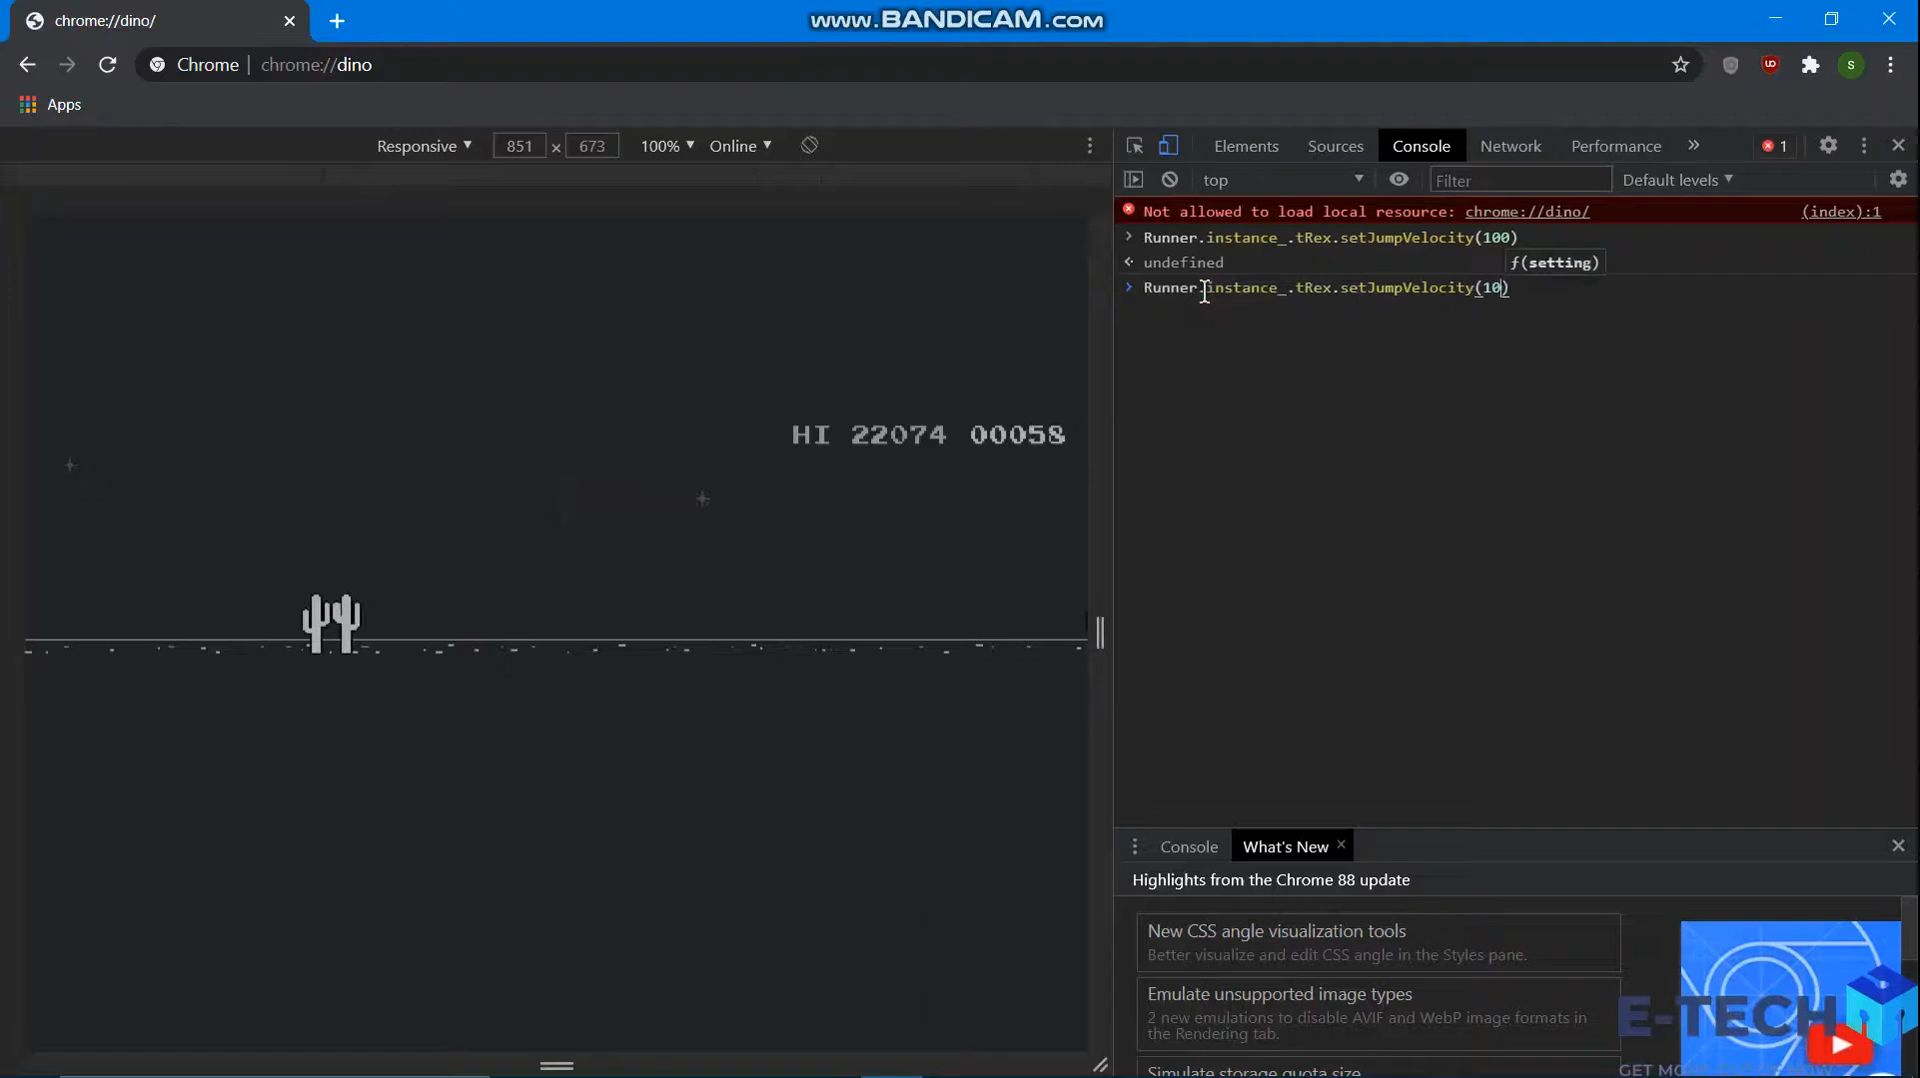 chrome://dino/
www.BANDICAM.com
Chrome | chrome://dino
UD
S
Apps
Responsive
851 × 673
100%
Online
Elements
Sources
Console
Network
Performance
1
top
Filter
Default levels
Not allowed to load local resource: chrome://dino/
(index):1
Runner.instance_.tRex.setJumpVelocity(100)
undefined
ƒ(setting)
Runner.instance_.tRex.setJumpVelocity(10)
HI 22074 00058
Console
What's New
Highlights from the Chrome 88 update
New CSS angle visualization tools
Better visualize and edit CSS angle in the Styles pane.
Emulate unsupported image types
2 new emulations to disable AVIF and WebP image formats in
the Rendering tab.
Simulate storage quota size
E-TECH